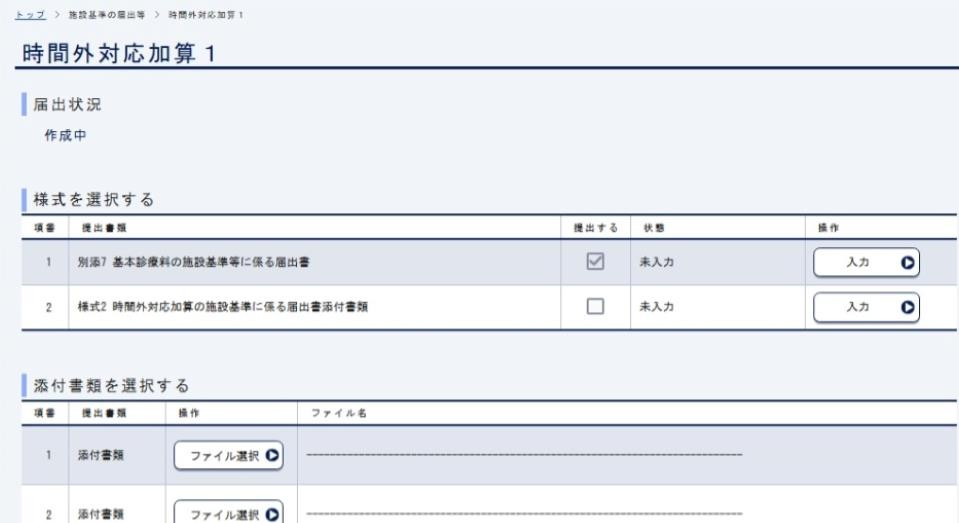 トップ > 施設基準の届出等 > 時間外対応加算1
時間外対応加算1
届出状況
作成中
様式を選択する
項番 提出書類 提出する 状態 操作
1 別添7 基本診療料の施設基準等に係る届出書 未入力 入力
2 様式2 時間外対応加算の施設基準に係る届出書添付書類 未入力 入力
添付書類を選択する
項番 提出書類 操作 ファイル名
1 添付書類 ファイル選択 --------------------------------------------------------------------------
2 添付書類 ファイル選択 --------------------------------------------------------------------------